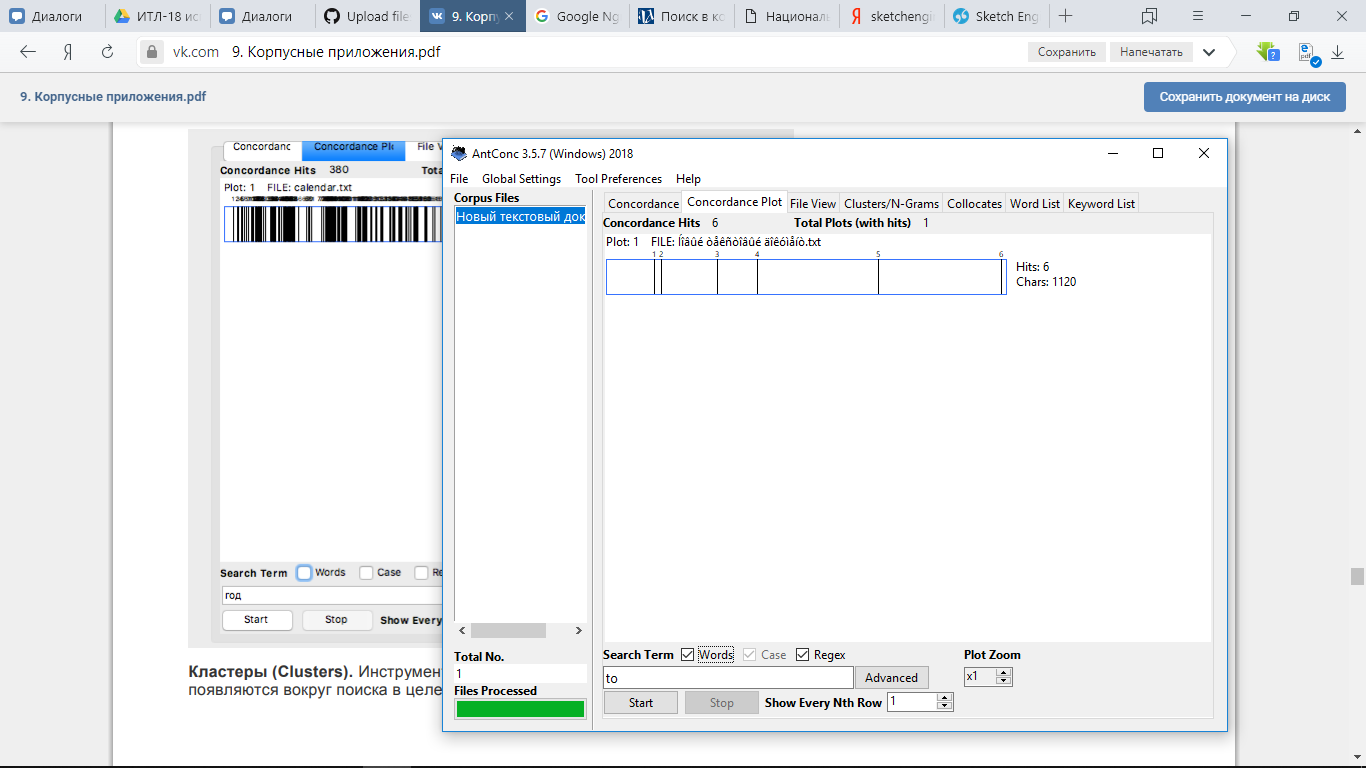 Диалоги
ИТЛ-18 ис
Диалоги
Upload file
9. Корпу
Google Ng
Поиск в ко
Националь
sketchengi
Sketch Eng
vk.com 9. Корпусные приложения.pdf
Сохранить
Напечатать
9. Корпусные приложения.pdf
Сохранить документ на диск
Concordanc
Concordance Plo
File V
Concordance Hits 380
Tota
Plot: 1 FILE: calendar.txt
Search Term Words Case Re
год
Start Stop Show Every
Кластеры (Clusters). Инструмент
появляются вокруг поиска в целе
AntConc 3.5.7 (Windows) 2018
File Global Settings Tool Preferences Help
Corpus Files
Новый текстовый док
Total No.
1
Files Processed
Concordance Concordance Plot File View Clusters/N-Grams Collocates Word List Keyword List
Concordance Hits 6 Total Plots (with hits) 1
Plot: 1 FILE: Íîâûé òåêñòîâûé äîêóìåíò.txt
1 2 3 4 5 6
Hits: 6
Chars: 1120
Search Term Words Case Regex
to
Advanced
Start Stop Show Every Nth Row 1
Plot Zoom
x1